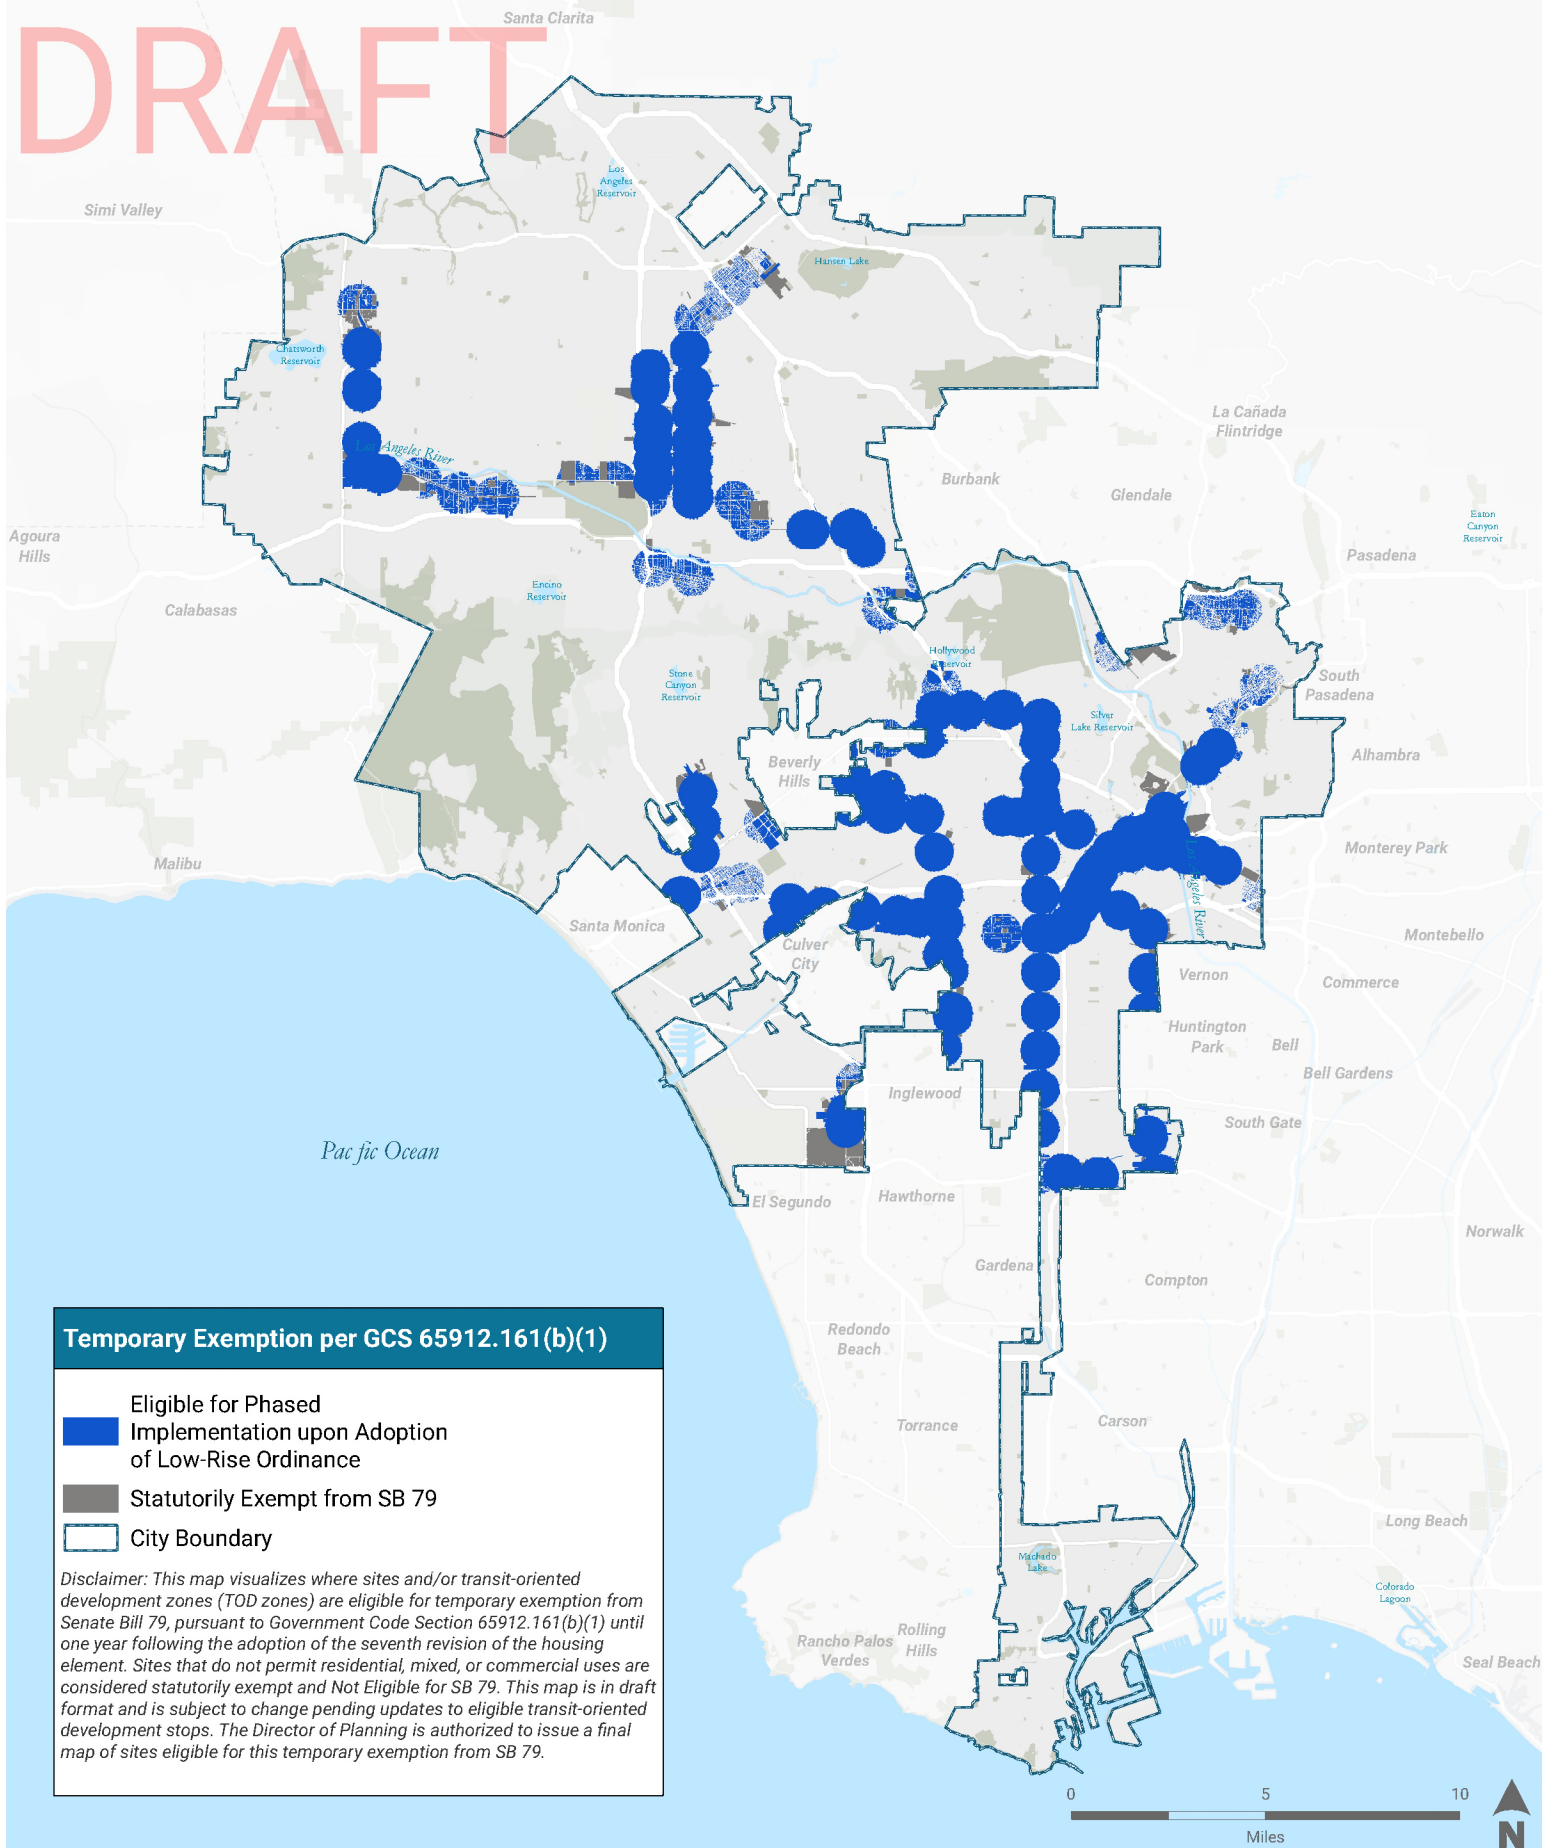 DRAFT
Santa Clarita
Los
Angeles
Reservoir
Simi Valley
Hansen Lake
Chatsworth
Reservoir
La Cañada
Flintridge
Los Angeles River
Burbank
Glendale
Eaton
Canyon
Reservoir
Agoura
Hills
Pasadena
Encino
Reservoir
Calabasas
Hollywood
Reservoir
Stone
Canyon
Reservoir
South
Pasadena
Silver
Lake Reservoir
Alhambra
Beverly
Hills
Malibu
Monterey Park
Los Angeles River
Santa Monica
Culver
City
Montebello
Vernon
Commerce
Huntington
Park
Bell
Bell Gardens
Inglewood
South Gate
Pac fic Ocean
El Segundo
Hawthorne
Norwalk
Gardena
Compton
Redondo
Beach
Torrance
Carson
Long Beach
Machado
Lake
Colorado
Lagoon
Rolling
Hills
Rancho Palos
Verdes
Seal Beach
Temporary Exemption per GCS 65912.161(b)(1)
Eligible for Phased
Implementation upon Adoption
of Low-Rise Ordinance
Statutorily Exempt from SB 79
City Boundary
Disclaimer: This map visualizes where sites and/or transit-oriented
development zones (TOD zones) are eligible for temporary exemption from
Senate Bill 79, pursuant to Government Code Section 65912.161(b)(1) until
one year following the adoption of the seventh revision of the housing
element. Sites that do not permit residential, mixed, or commercial uses are
considered statutorily exempt and Not Eligible for SB 79. This map is in draft
format and is subject to change pending updates to eligible transit-oriented
development stops. The Director of Planning is authorized to issue a final
map of sites eligible for this temporary exemption from SB 79.
0 5 10
Miles
N